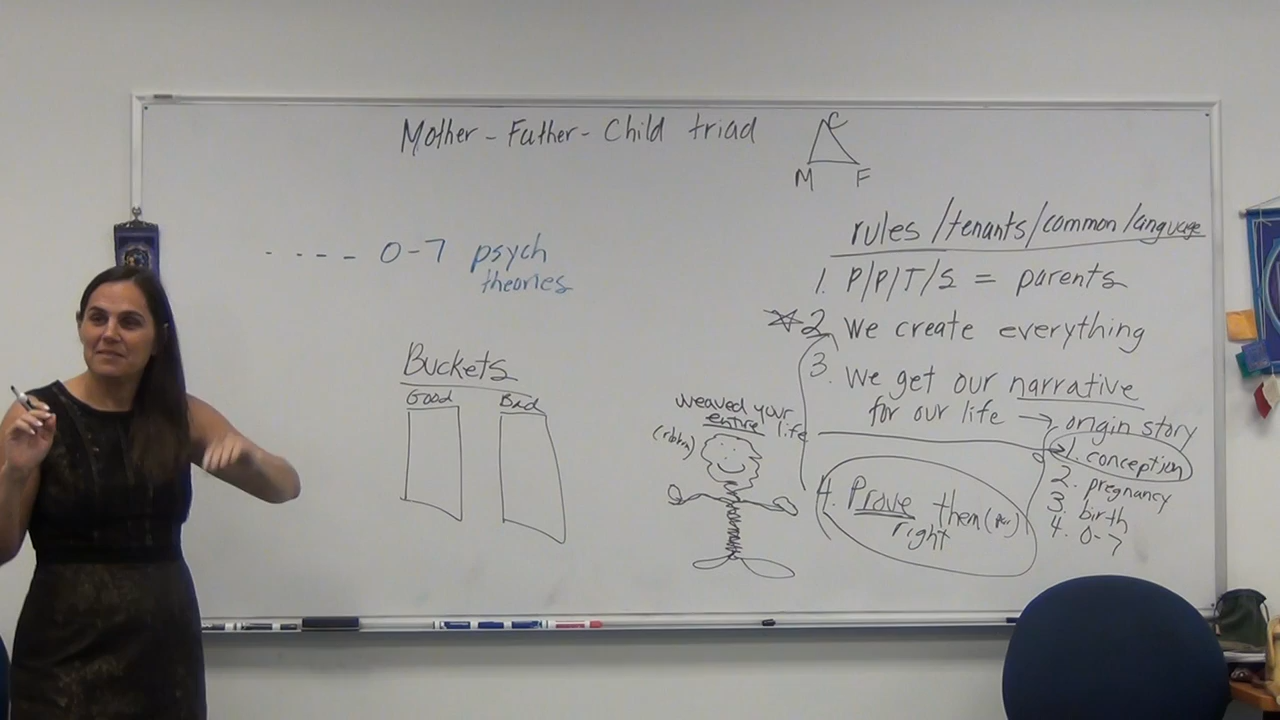 Mother - Father - Child triad
C
M F
---- 0-7 psych
theories
rules/tenants/common/language
1. P/P/T/S = parents
2 we create everything
3. we get our narrative
for our life → origin story
1. conception
2. pregnancy
3. birth
4. 0-7
4. Prove them
right
Buckets
Good Bad
weaved your
entire life